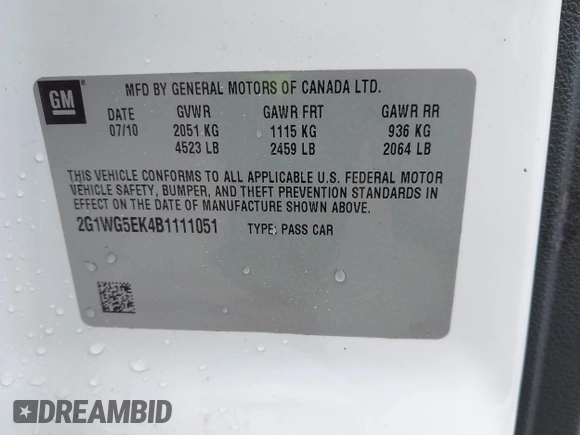 GM
MFD BY GENERAL MOTORS OF CANADA LTD.
DATE GVWR GAWR FRT GAWR RR
07/10 2051 KG 1115 KG 936 KG
4523 LB 2459 LB 2064 LB
THIS VEHICLE CONFORMS TO ALL APPLICABLE U.S. FEDERAL MOTOR
VEHICLE SAFETY, BUMPER, AND THEFT PREVENTION STANDARDS IN
EFFECT ON THE DATE OF MANUFACTURE SHOWN ABOVE.
2G1WG5EK4B1111051 TYPE: PASS CAR
DREAMBID